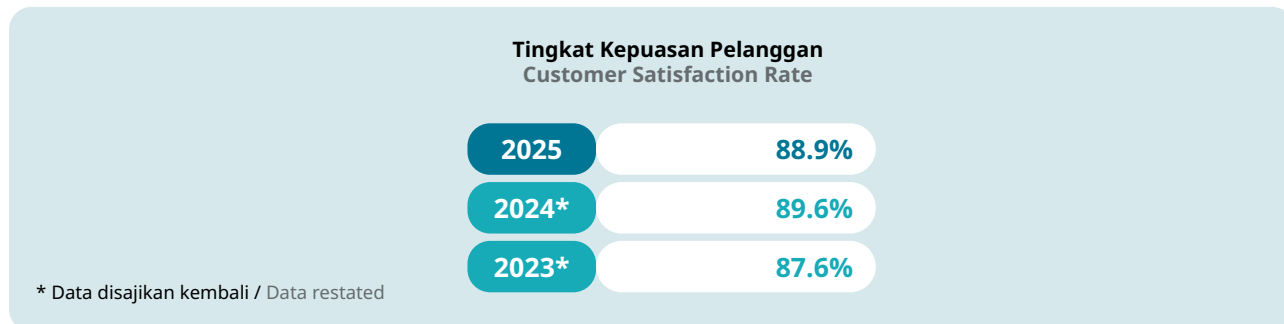 Tingkat Kepuasan Pelanggan
Customer Satisfaction Rate
2025 88.9%
2024* 89.6%
2023* 87.6%
* Data disajikan kembali / Data restated